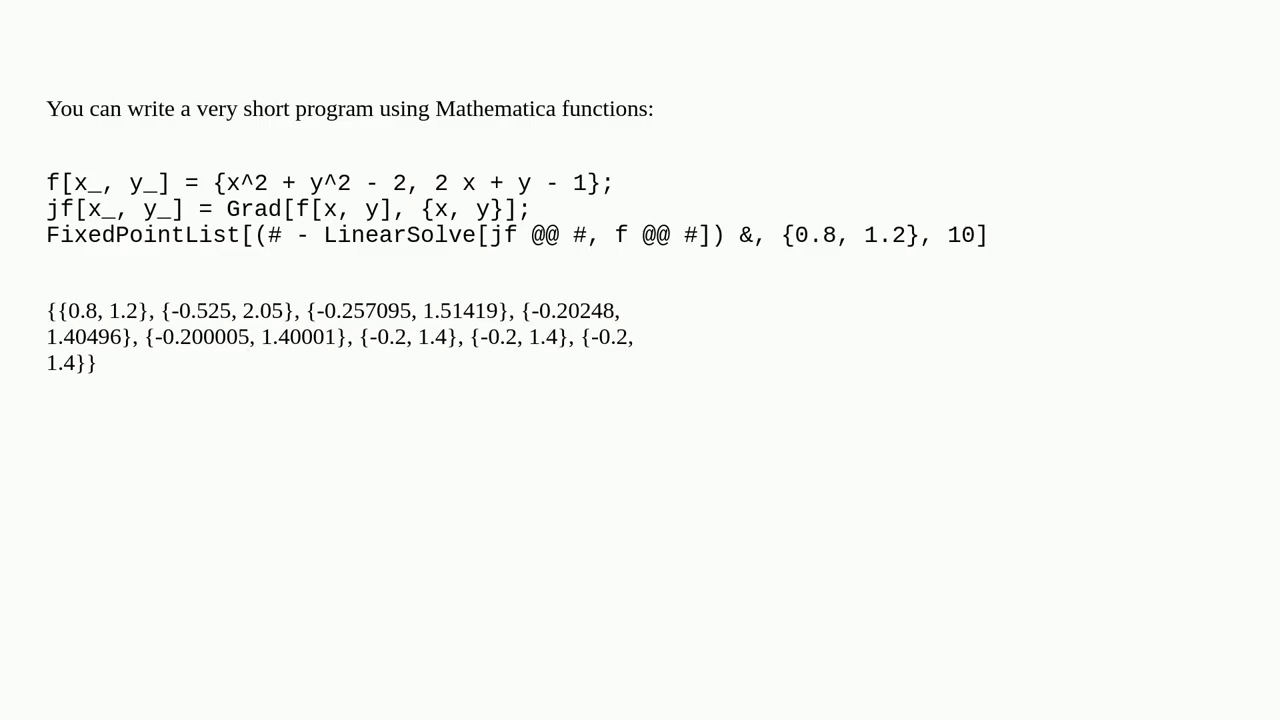 You can write a very short program using Mathematica functions:
f[x_, y_] = {x^2 + y^2 - 2, 2 x + y - 1};
jf[x_, y_] = Grad[f[x, y], {x, y}];
FixedPointList[(# - LinearSolve[jf @@ #, f @@ #]) &, {0.8, 1.2}, 10]
{{0.8, 1.2}, {-0.525, 2.05}, {-0.257095, 1.51419}, {-0.20248,
1.40496}, {-0.200005, 1.40001}, {-0.2, 1.4}, {-0.2, 1.4}, {-0.2,
1.4}}